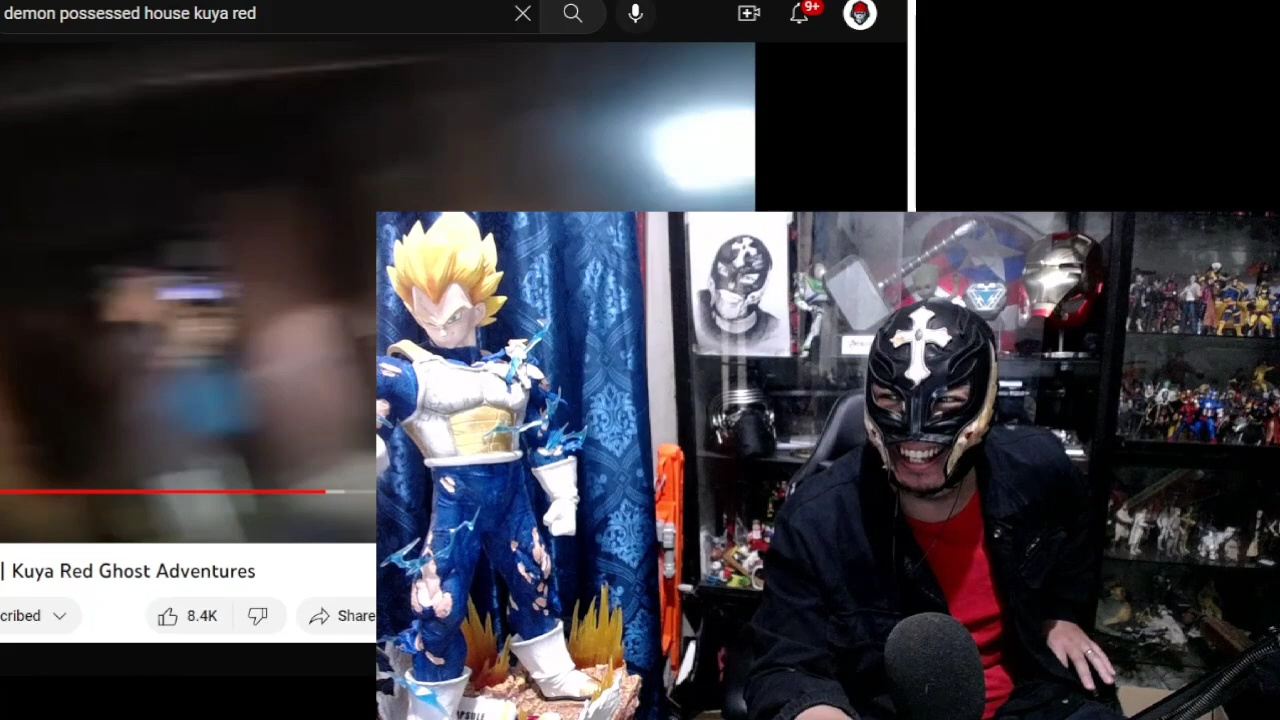 demon possessed house kuya red
9+
| Kuya Red Ghost Adventures
cribed
8.4K
Share